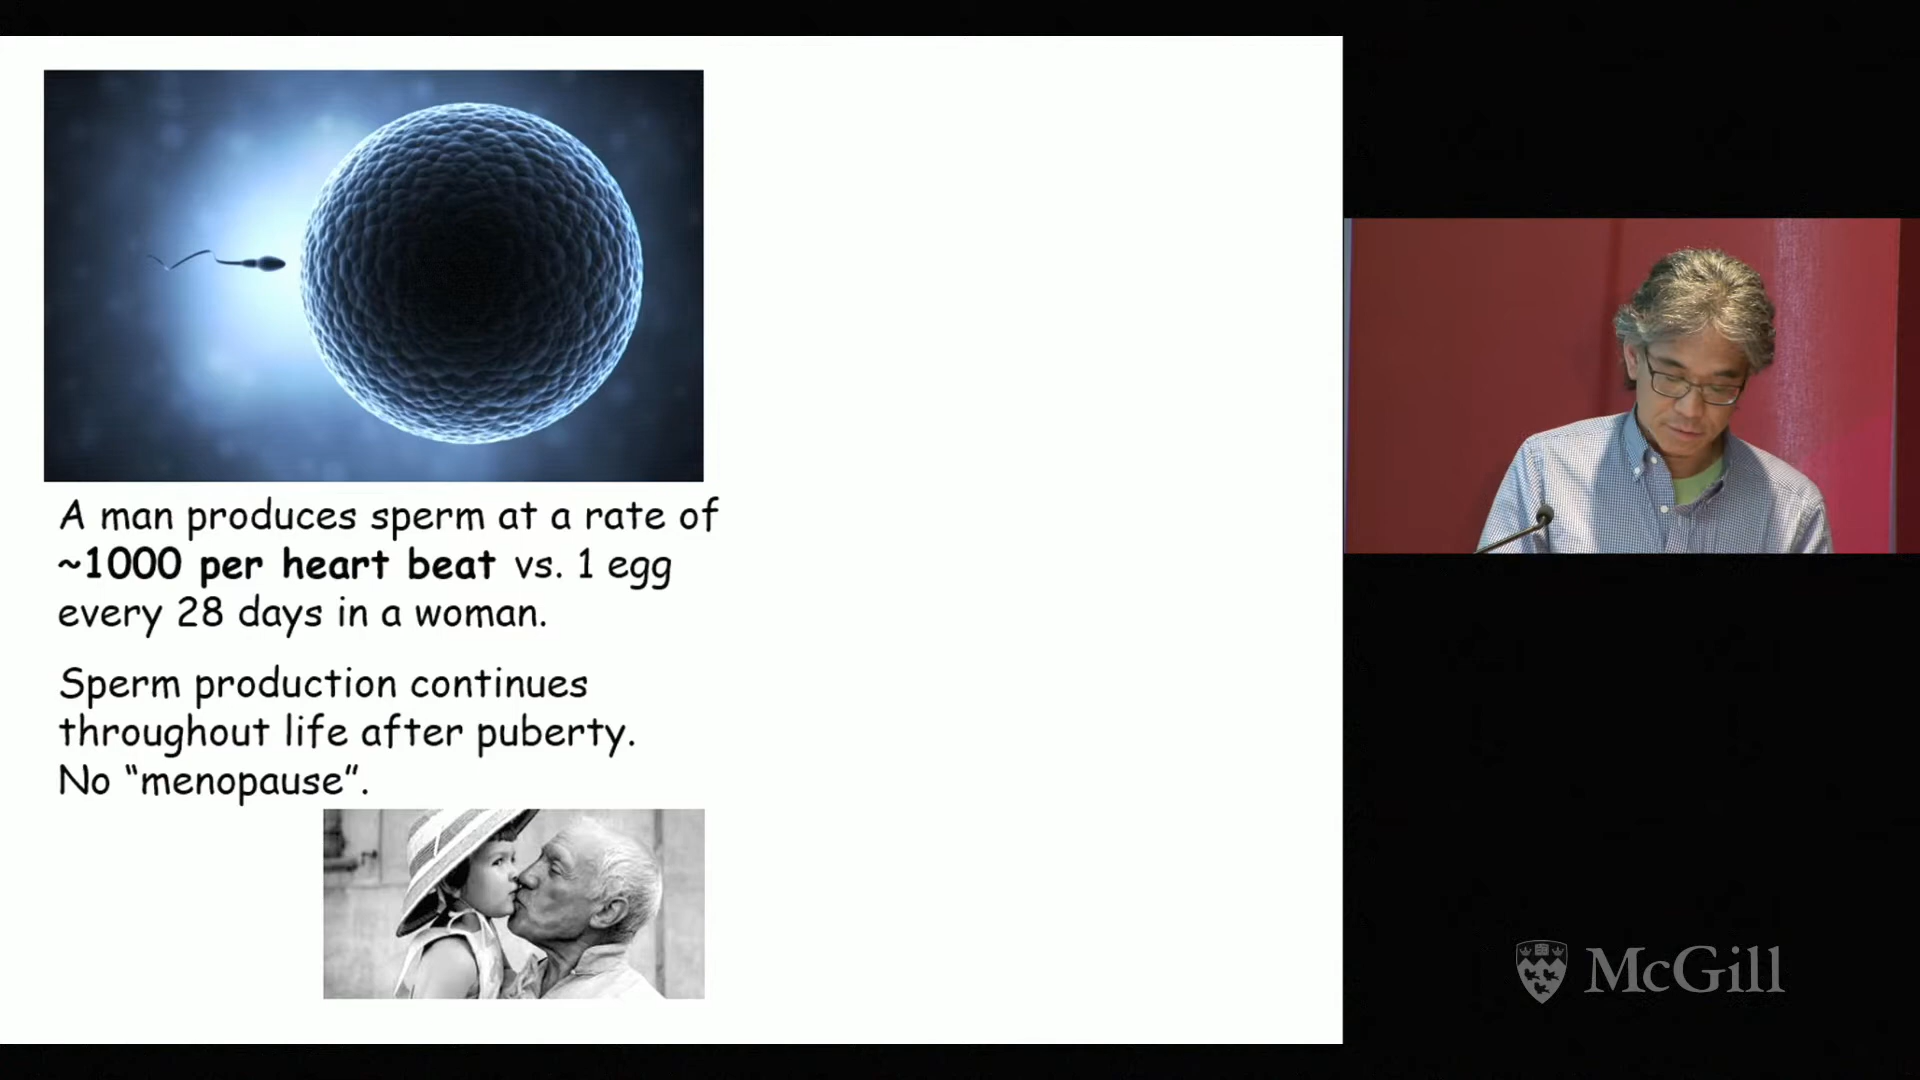 A man produces sperm at a rate of
~1000 per heart beat vs. 1 egg
every 28 days in a woman.
Sperm production continues
throughout life after puberty.
No “menopause”.
McGill